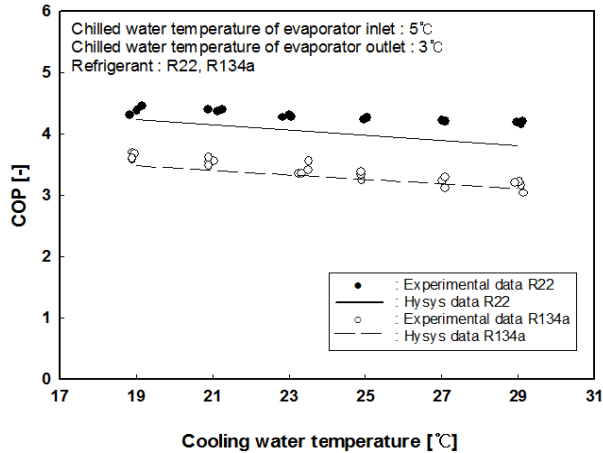 Chilled water temperature of evaporator inlet : 5℃
Chilled water temperature of evaporator outlet : 3℃
Refrigerant : R22, R134a
6
5
4
3
2
1
0
COP [-]
: Experimental data R22
: Hysys data R22
: Experimental data R134a
: Hysys data R134a
17 19 21 23 25 27 29 31
Cooling water temperature [℃]